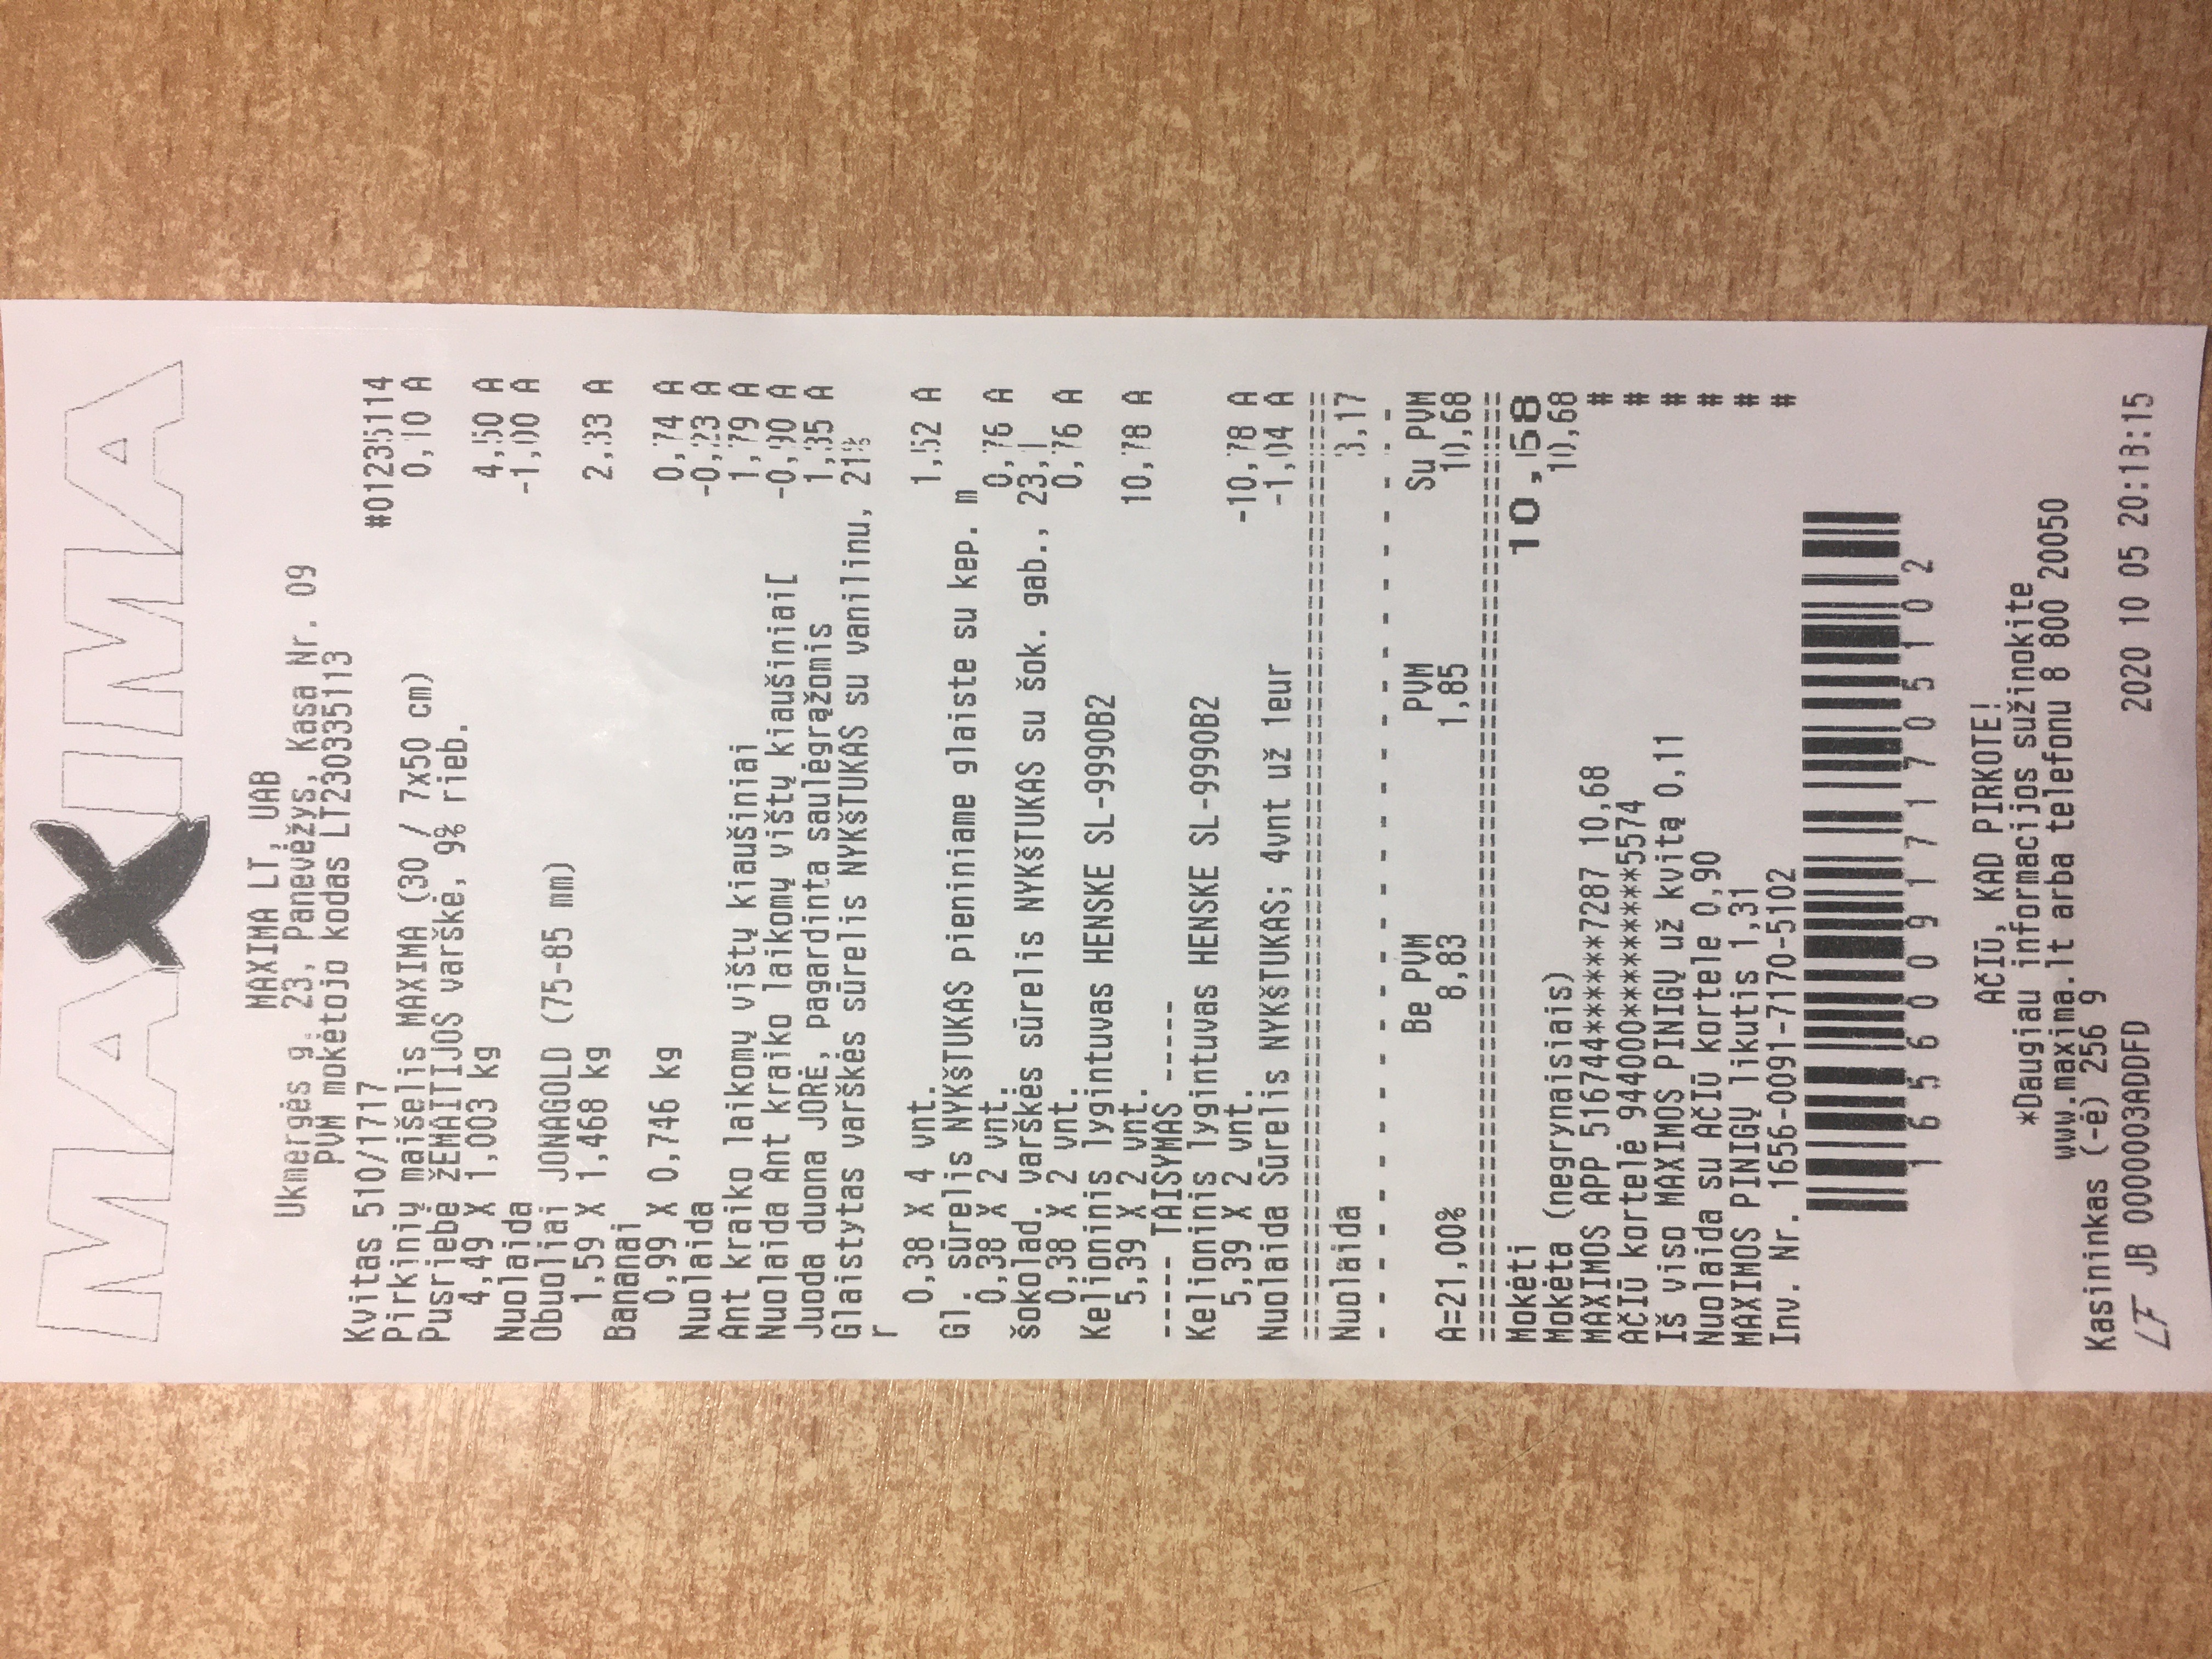 MAXIMA
MAXIMA LT, UAB
Ukmergės g. 23, Panevėžys, Kasa Nr. 09
PVM mokėtojo kodas LT230335113
Kvitas 510/1717 #01235114
Pirkinių maišelis MAXIMA (30 / 7x50 cm) 0,10 A
Pusriebė žEMAITIJOS varškė, 9% rieb.
4,49 X 1,003 kg 4,50 A
Nuolaida -1,00 A
Obuoliai JONAGOLD (75-85 mm)
1,59 X 1,468 kg 2,33 A
Bananai
0,99 X 0,746 kg 0,74 A
Nuolaida -0,23 A
Ant kraiko laikomų vištų kiaušiniai 1,79 A
Nuolaida Ant kraiko laikomų vištų kiaušiniai[ -0,90 A
Juoda duona JORĖ, pagardinta saulėgrąžomis 1,35 A
Glaistytas varškės sūrelis NYKšTUKAS su vanilinu, 21%
r
0,38 X 4 vnt. 1,52 A
Gl. sūrelis NYKšTUKAS pieniniame glaiste su kep. m
0,38 X 2 vnt. 0,76 A
šokolad. varškės sūrelis NYKšTUKAS su šok. gab., 23,1
0,38 X 2 vnt. 0,76 A
Kelioninis lygintuvas HENSKE SL-9990B2
5,39 X 2 vnt. 10,78 A
----- TAISYMAS -----
Kelioninis lygintuvas HENSKE SL-9990B2
5,39 X 2 vnt. -10,78 A
Nuolaida Sūrelis NYKšTUKAS; 4vnt už 1eur -1,04 A
Nuolaida 3,17
Be PVM PVM Su PVM
A=21,00% 8,83 1,85 10,68
Mokėti 10,68
Mokėta (negrynaisiais) 10,68
MAXIMOS APP 516744******7287 10,68 #
AčIū kortelė 944000*********5574 #
Iš viso MAXIMOS PINIGŲ už kvitą 0,11 #
Nuolaida su AčIū kortele 0,90 #
MAXIMOS PINIGŲ likutis 1,31 #
Inv. Nr. 1656-0091-7170-5102 #
1656009171705102
AčIū, KAD PIRKOTE!
*Daugiau informacijos sužinokite
www.maxima.lt arba telefonu 8 800 20050
Kasininkas (-ė) 256 9
LF JB 0000003ADDFD 2020 10 05 20:18:15